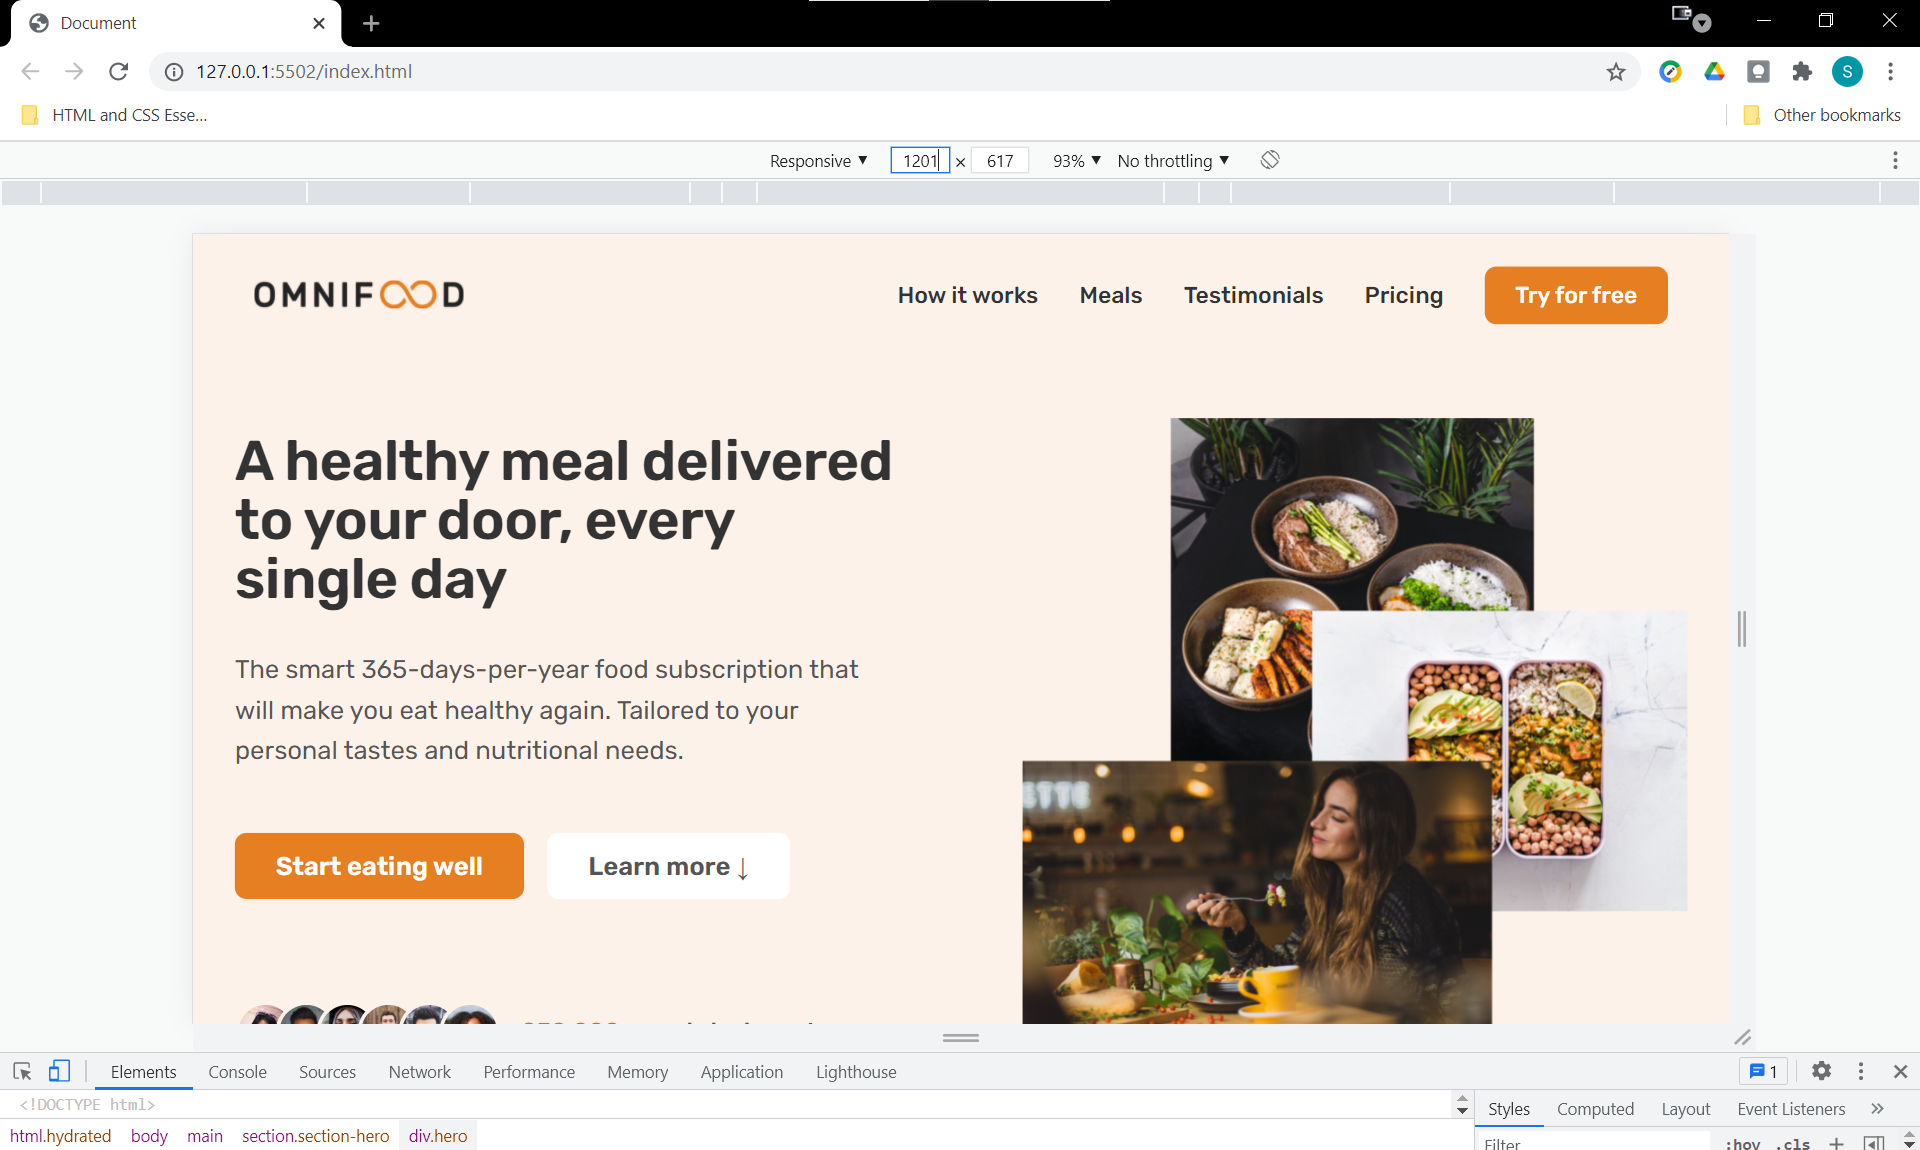 Document
127.0.0.1:5502/index.html
S
HTML and CSS Esse...
Other bookmarks
Responsive ▼ 1201 × 617 93% ▼ No throttling ▼
OMNIFOOD
How it works Meals Testimonials Pricing Try for free
A healthy meal delivered
to your door, every
single day
The smart 365-days-per-year food subscription that
will make you eat healthy again. Tailored to your
personal tastes and nutritional needs.
ETTE
Start eating well Learn more ↓
Elements Console Sources Network Performance Memory Application Lighthouse 1
<!DOCTYPE html>
Styles Computed Layout Event Listeners »
html.hydrated body main section.section-hero div.hero
Filter :hov .cls +